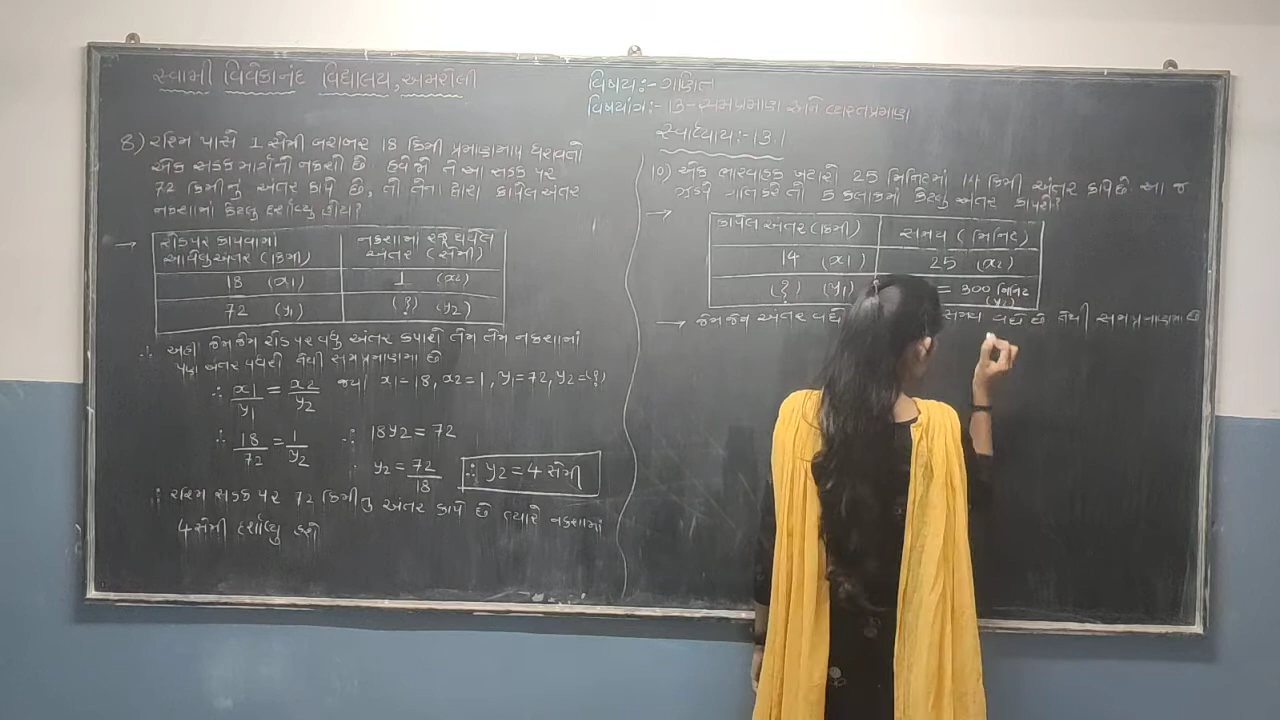 સ્વામી વિવેકાનંદ વિદ્યાલય, અમરોલી
વિષય:- ગણિત
વિષયાંગ:- 13 - સમપ્રમાણ અને વ્યસ્તપ્રમાણ
સ્વાધ્યાય:- 13.1
8) રશ્મિ પાસે 1 સેમી બરાબર 18 કિમી પ્રમાણમાપ ધરાવતો
એક સડકમાર્ગનો નકશો છે. હવે જો તે આ સડક પર
72 કિમીનું અંતર કાપે છે, તો તેના દ્વારા કાપેલ અંતર
નકશામાં કેટલું દર્શાવ્યું હોય?
→ રોડ પર કાપવામાં આવેલું અંતર (કિમી) નકશામાં રજૂ થયેલ અંતર (સેમી)
18 (x1) 1 (x2)
72 (y1) (?) (y2)
∴ અહીં જેમ જેમ રોડ પર વધુ અંતર કપાશે તેમ તેમ નકશામાં
પણ અંતર વધશે તેથી સમપ્રમાણમાં છે
∴ x1/y1 = x2/y2 જ્યાં x1=18, x2=1, y1=72, y2=(?)
∴ 18/72 = 1/y2 ∴ 18y2 = 72
∴ y2 = 72/18 ∴ y2 = 4 સેમી
∴ રશ્મિ સડક પર 72 કિમીનું અંતર કાપે છે ત્યારે નકશામાં
4 સેમી દર્શાવ્યું હશે
10) એક ભારવાહક ખટારો 25 મિનિટમાં 14 કિમી અંતર કાપે છે. આ જ
ઝડપે ગતિ કરે તો 5 કલાકમાં કેટલું અંતર કાપશે?
→ કાપેલ અંતર (કિમી) સમય (મિનિટ)
14 (x1) 25 (x2)
(?) (y1) = 300 મિનિટ (y2)
→ જેમ જેમ અંતર વધે સમય વધે છે તેથી સમપ્રમાણમાં છે